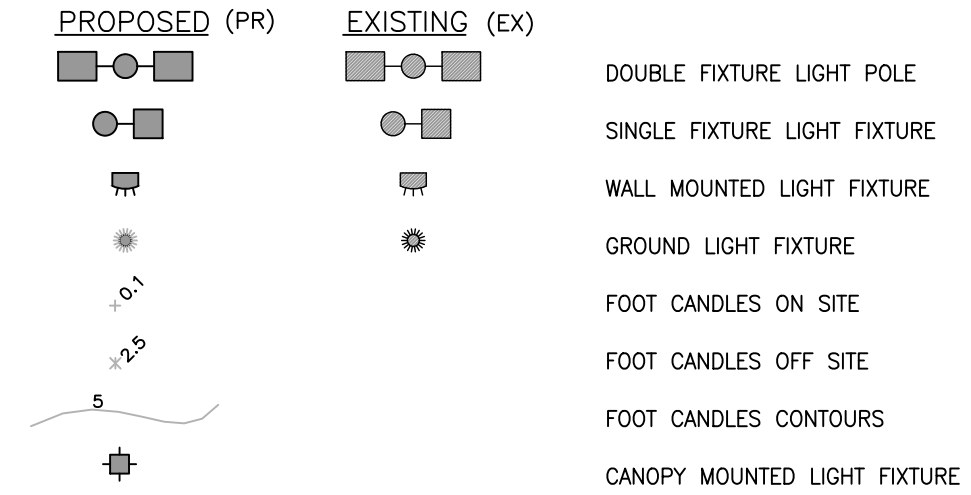 PROPOSED (PR) EXISTING (EX)
DOUBLE FIXTURE LIGHT POLE
SINGLE FIXTURE LIGHT FIXTURE
WALL MOUNTED LIGHT FIXTURE
GROUND LIGHT FIXTURE
0.1 FOOT CANDLES ON SITE
2.5 FOOT CANDLES OFF SITE
5 FOOT CANDLES CONTOURS
CANOPY MOUNTED LIGHT FIXTURE